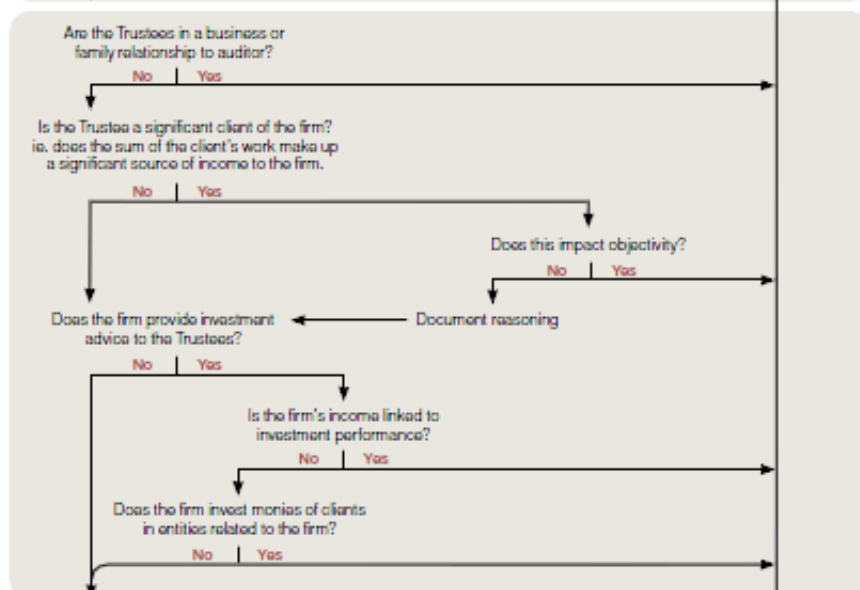 Are the Trustees in a business or
family relationship to auditor?
No Yes
Is the Trustee a significant client of the firm?
ie. does the sum of the client's work make up
a significant source of income to the firm.
No Yes
Does this impact objectivity?
No Yes
Does the firm provide investment
advice to the Trustees?
Document reasoning
No Yes
Is the firm's income linked to
investment performance?
No Yes
Does the firm invest monies of clients
in entities related to the firm?
No Yes